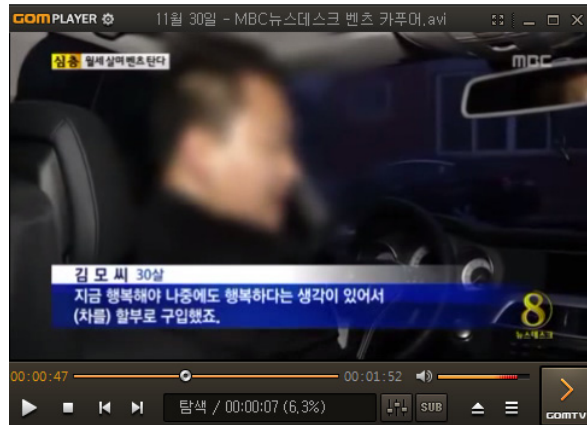 GOM PLAYER 11월 30일 - MBC뉴스데스크 벤츠 카푸어.avi
심층 월세 살며 벤츠 탄다
mbc
김 모 씨 30살
지금 행복해야 나중에도 행복하다는 생각이 있어서
(차를) 할부로 구입했죠.
8
뉴스데스크
00:00:47 00:01:52
탐색 / 00:00:07 (6,3%)
SUB
GOMTV